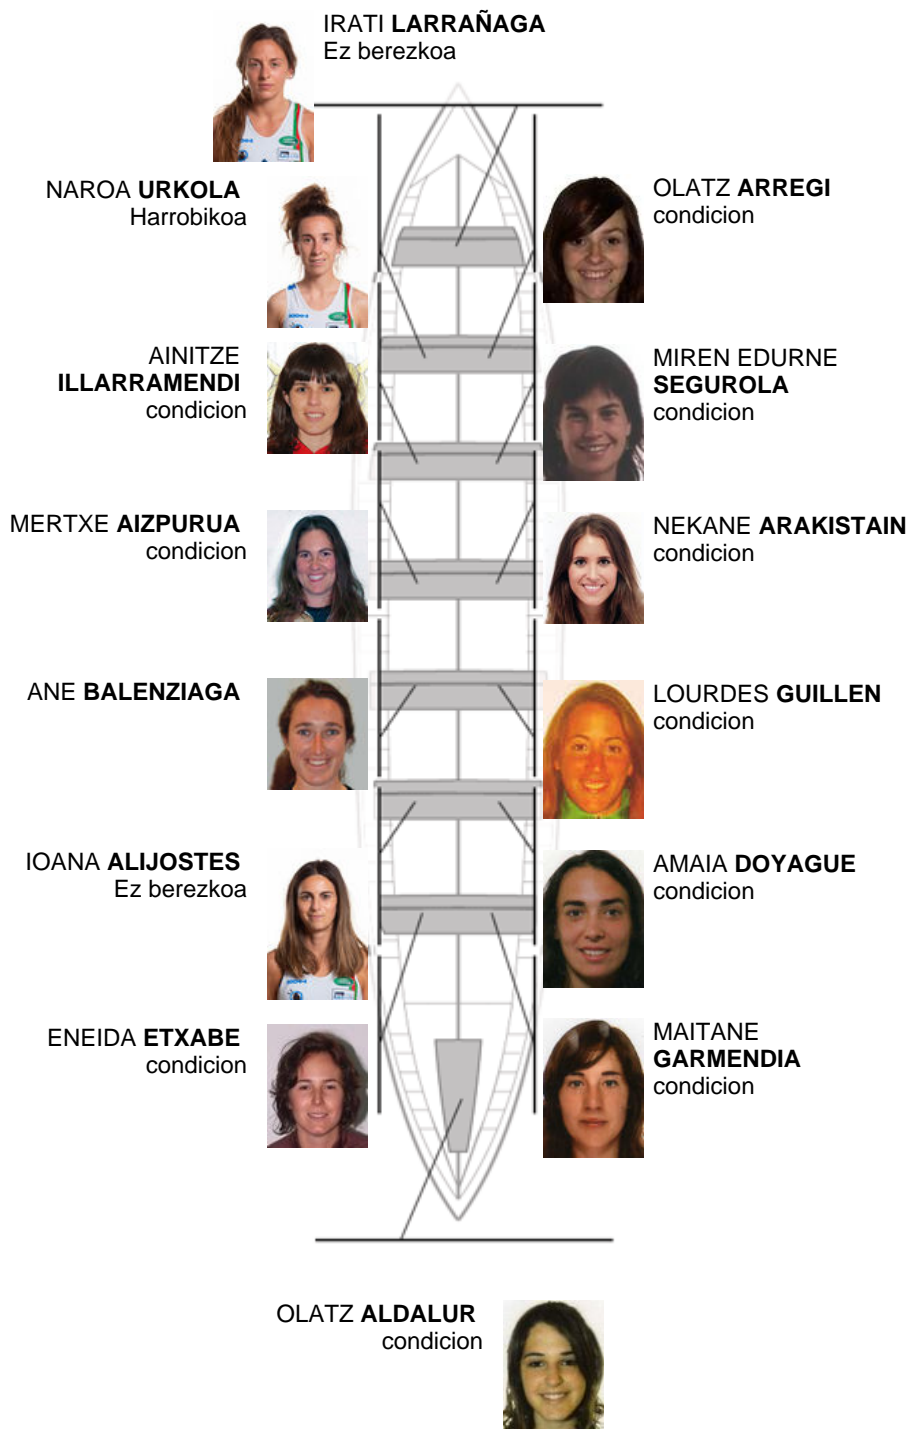 IRATI LARRAÑAGA
Ez berezkoa
NAROA URKOLA
Harrobikoa
OLATZ ARREGI
condicion
AINITZE
ILLARRAMENDI
condicion
MIREN EDURNE
SEGUROLA
condicion
MERTXE AIZPURUA
condicion
NEKANE ARAKISTAIN
condicion
ANE BALENZIAGA
LOURDES GUILLEN
condicion
IOANA ALIJOSTES
Ez berezkoa
AMAIA DOYAGUE
condicion
ENEIDA ETXABE
condicion
MAITANE
GARMENDIA
condicion
OLATZ ALDALUR
condicion